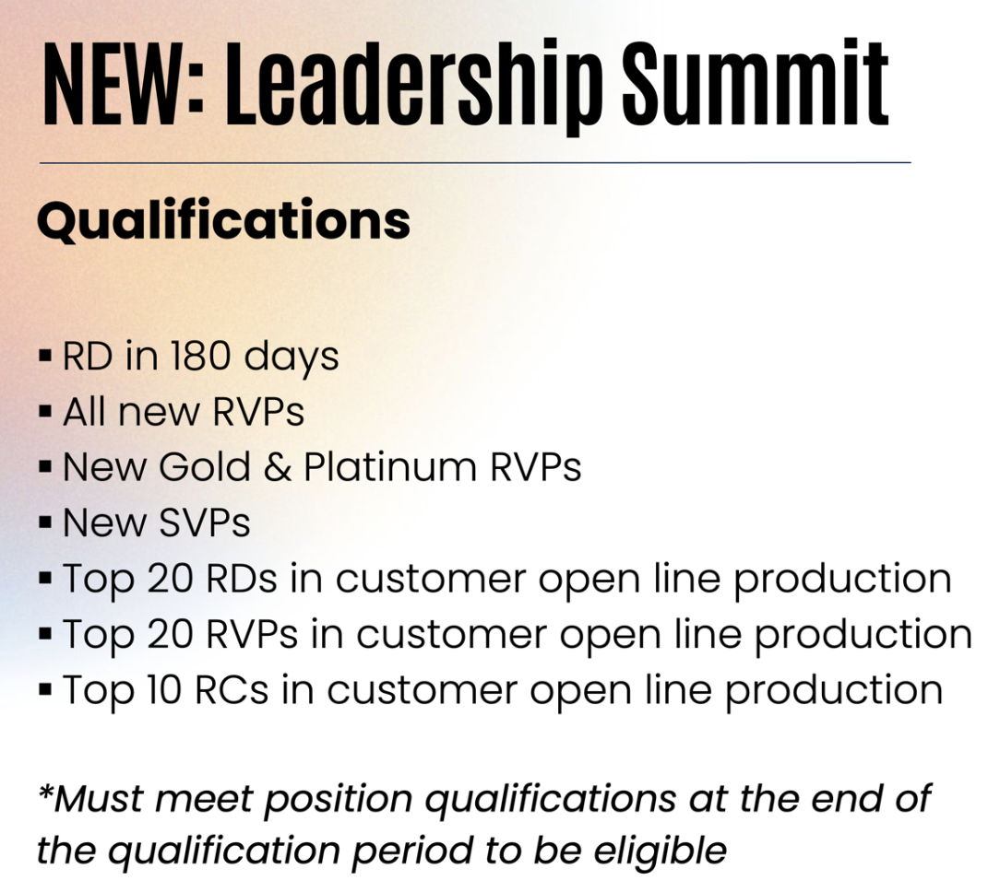 NEW: Leadership Summit
Qualifications
▪ RD in 180 days
▪ All new RVPs
▪ New Gold & Platinum RVPs
▪ New SVPs
▪ Top 20 RDs in customer open line production
▪ Top 20 RVPs in customer open line production
▪ Top 10 RCs in customer open line production
*Must meet position qualifications at the end of
the qualification period to be eligible